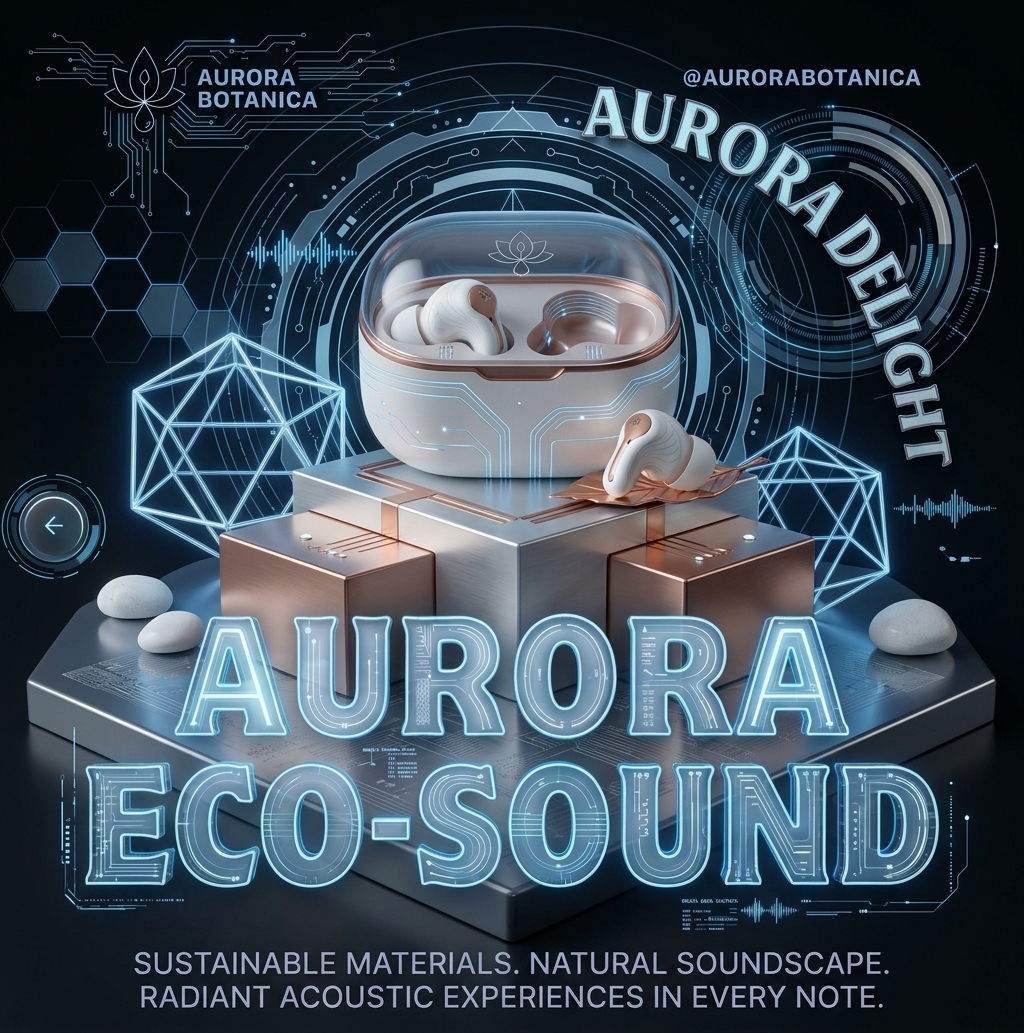 AURORA
BOTANICA
@AURORABOTANICA
AURORA DELIGHT
AURORA
ECO-SOUND
SUSTAINABLE MATERIALS. NATURAL SOUNDSCAPE.
RADIANT ACOUSTIC EXPERIENCES IN EVERY NOTE.